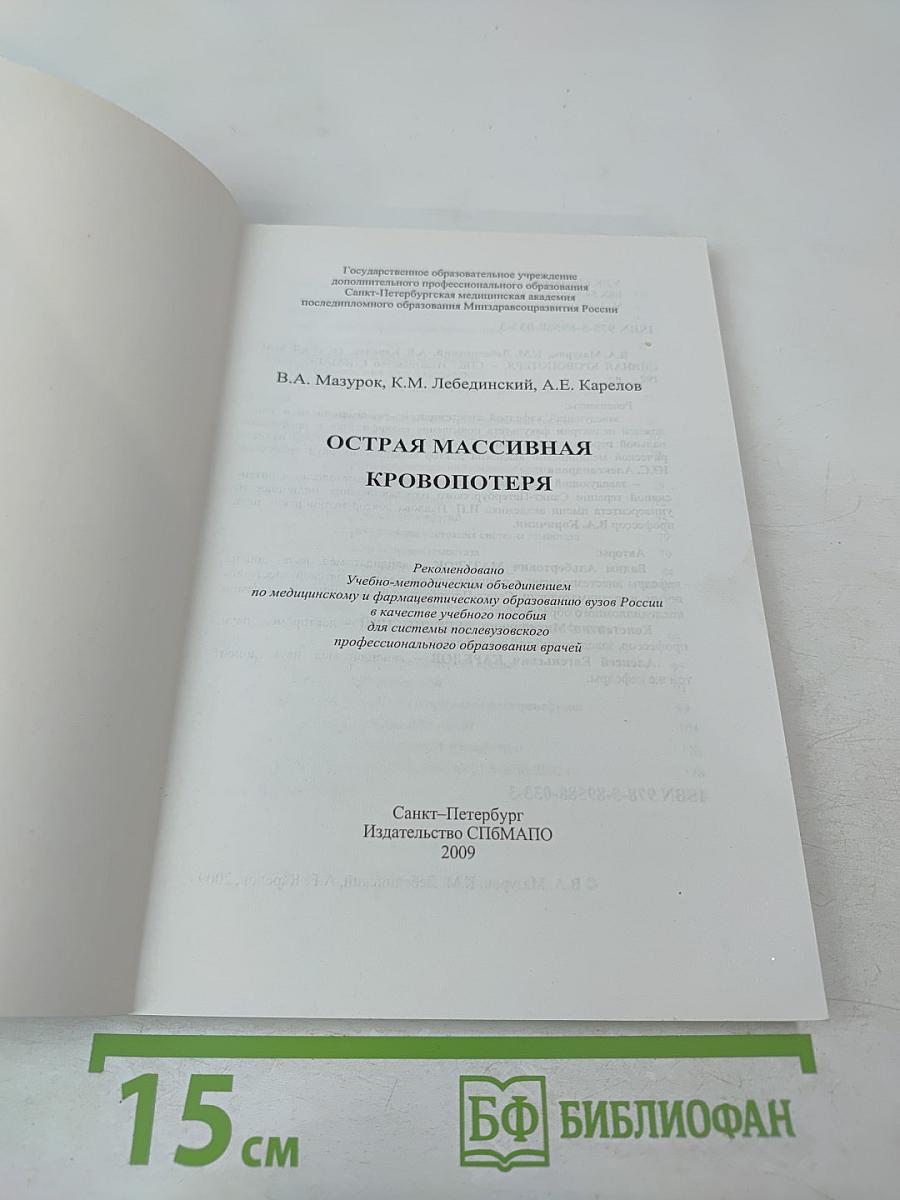 Государственное образовательное учреждение
дополнительного профессионального образования
Санкт-Петербургская медицинская академия
последипломного образования Минздравсоцразвития России
В.А. Мазурок, К.М. Лебединский, А.Е. Карелов
ОСТРАЯ МАССИВНАЯ
КРОВОПОТЕРЯ
Рекомендовано
Учебно-методическим объединением
по медицинскому и фармацевтическому образованию вузов России
в качестве учебного пособия
для системы послевузовского
профессионального образования врачей
Санкт–Петербург
Издательство СПбМАПО
2009
15 см
БФ БИБЛИОФАН